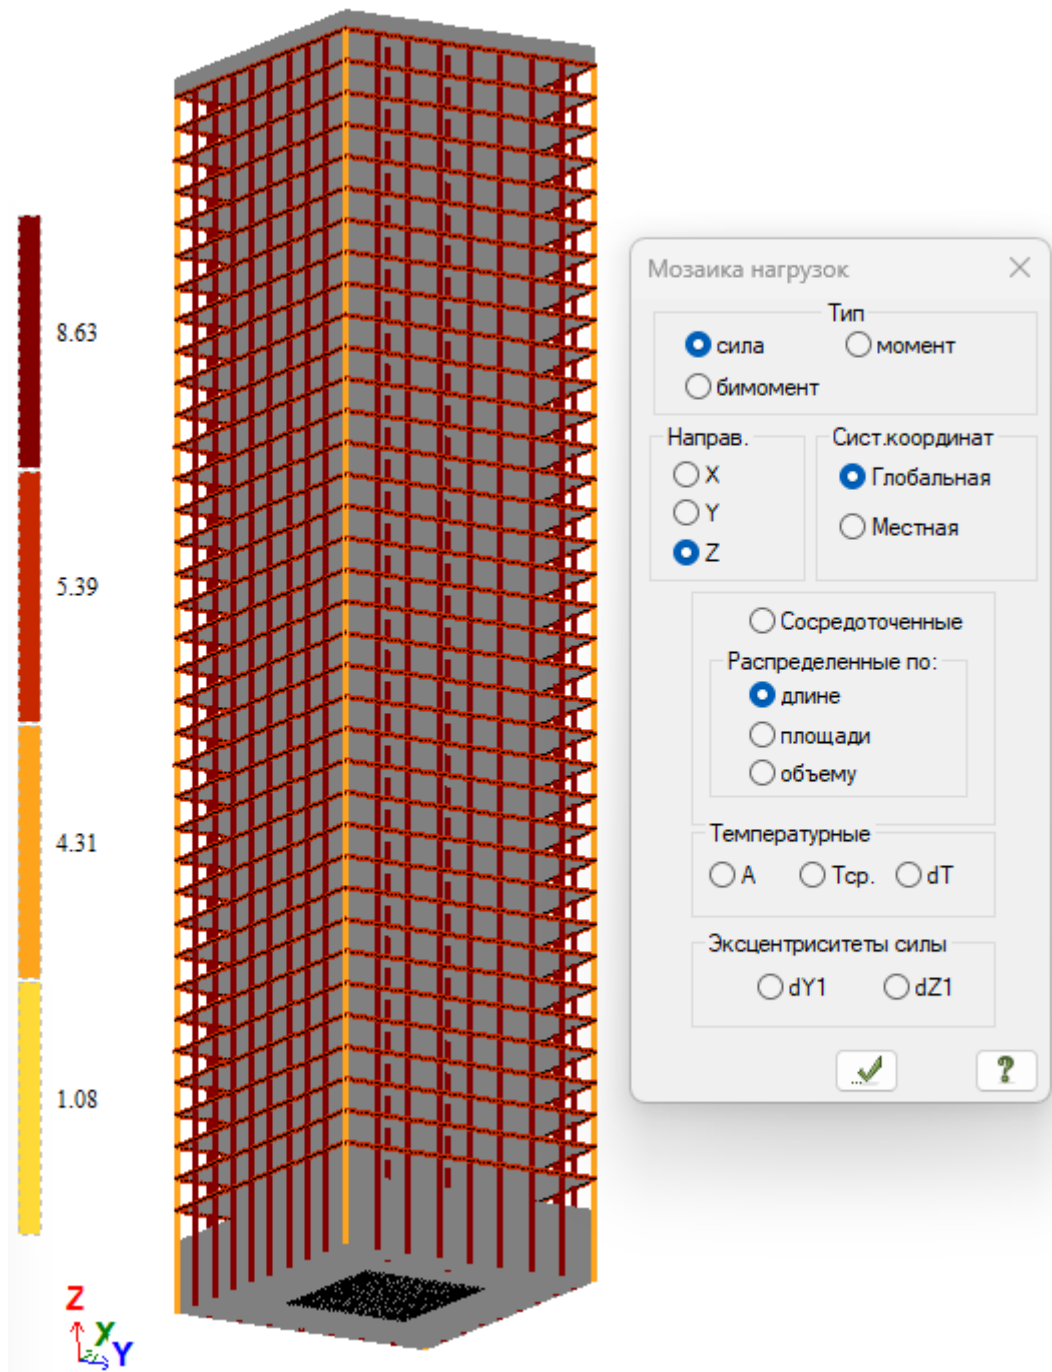 8.63
5.39
4.31
1.08
Z
X
Y
Мозаика нагрузок
Тип
сила
момент
бимомент
Направ.
X
Y
Z
Сист.координат
Глобальная
Местная
Сосредоточенные
Распределенные по:
длине
площади
объему
Температурные
A Тср. dT
Эксцентриситеты силы
dY1 dZ1
...
?